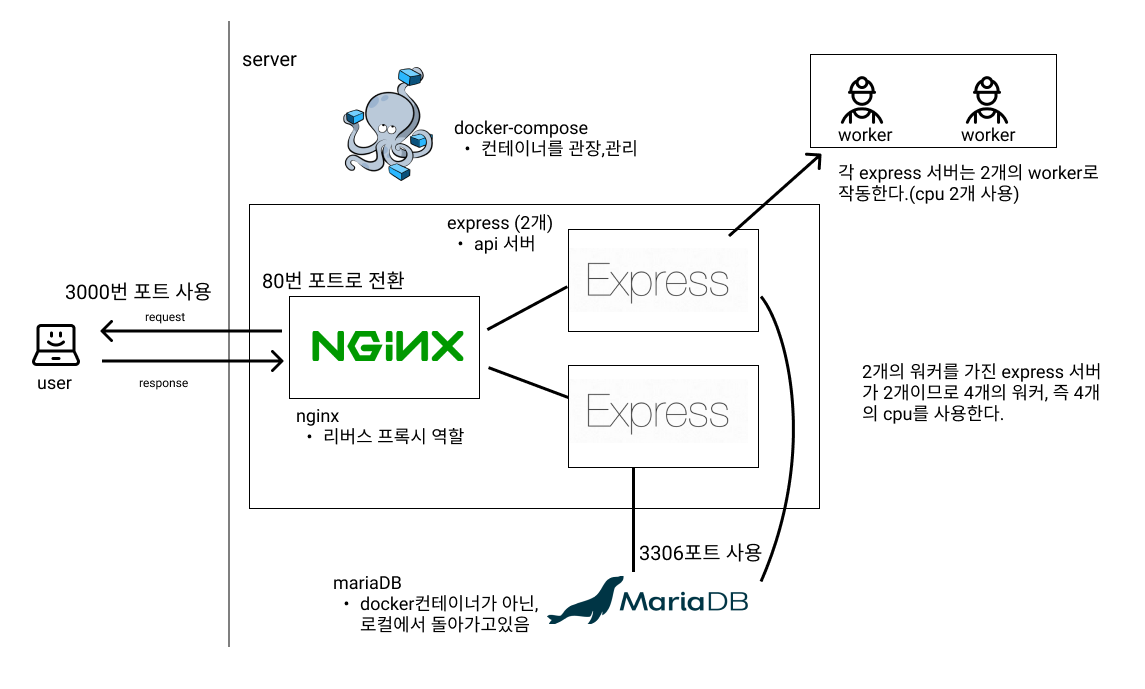 server
docker-compose
• 컨테이너를 관장,관리
worker
worker
각 express 서버는 2개의 worker로
작동한다.(cpu 2개 사용)
express (2개)
• api 서버
Express
80번 포트로 전환
3000번 포트 사용
request
NGINX
user
response
Express
2개의 워커를 가진 express 서버
가 2개이므로 4개의 워커, 즉 4개
의 cpu를 사용한다.
nginx
• 리버스 프록시 역할
3306포트 사용
mariaDB
• docker컨테이너가 아닌,
로컬에서 돌아가고있음
MariaDB